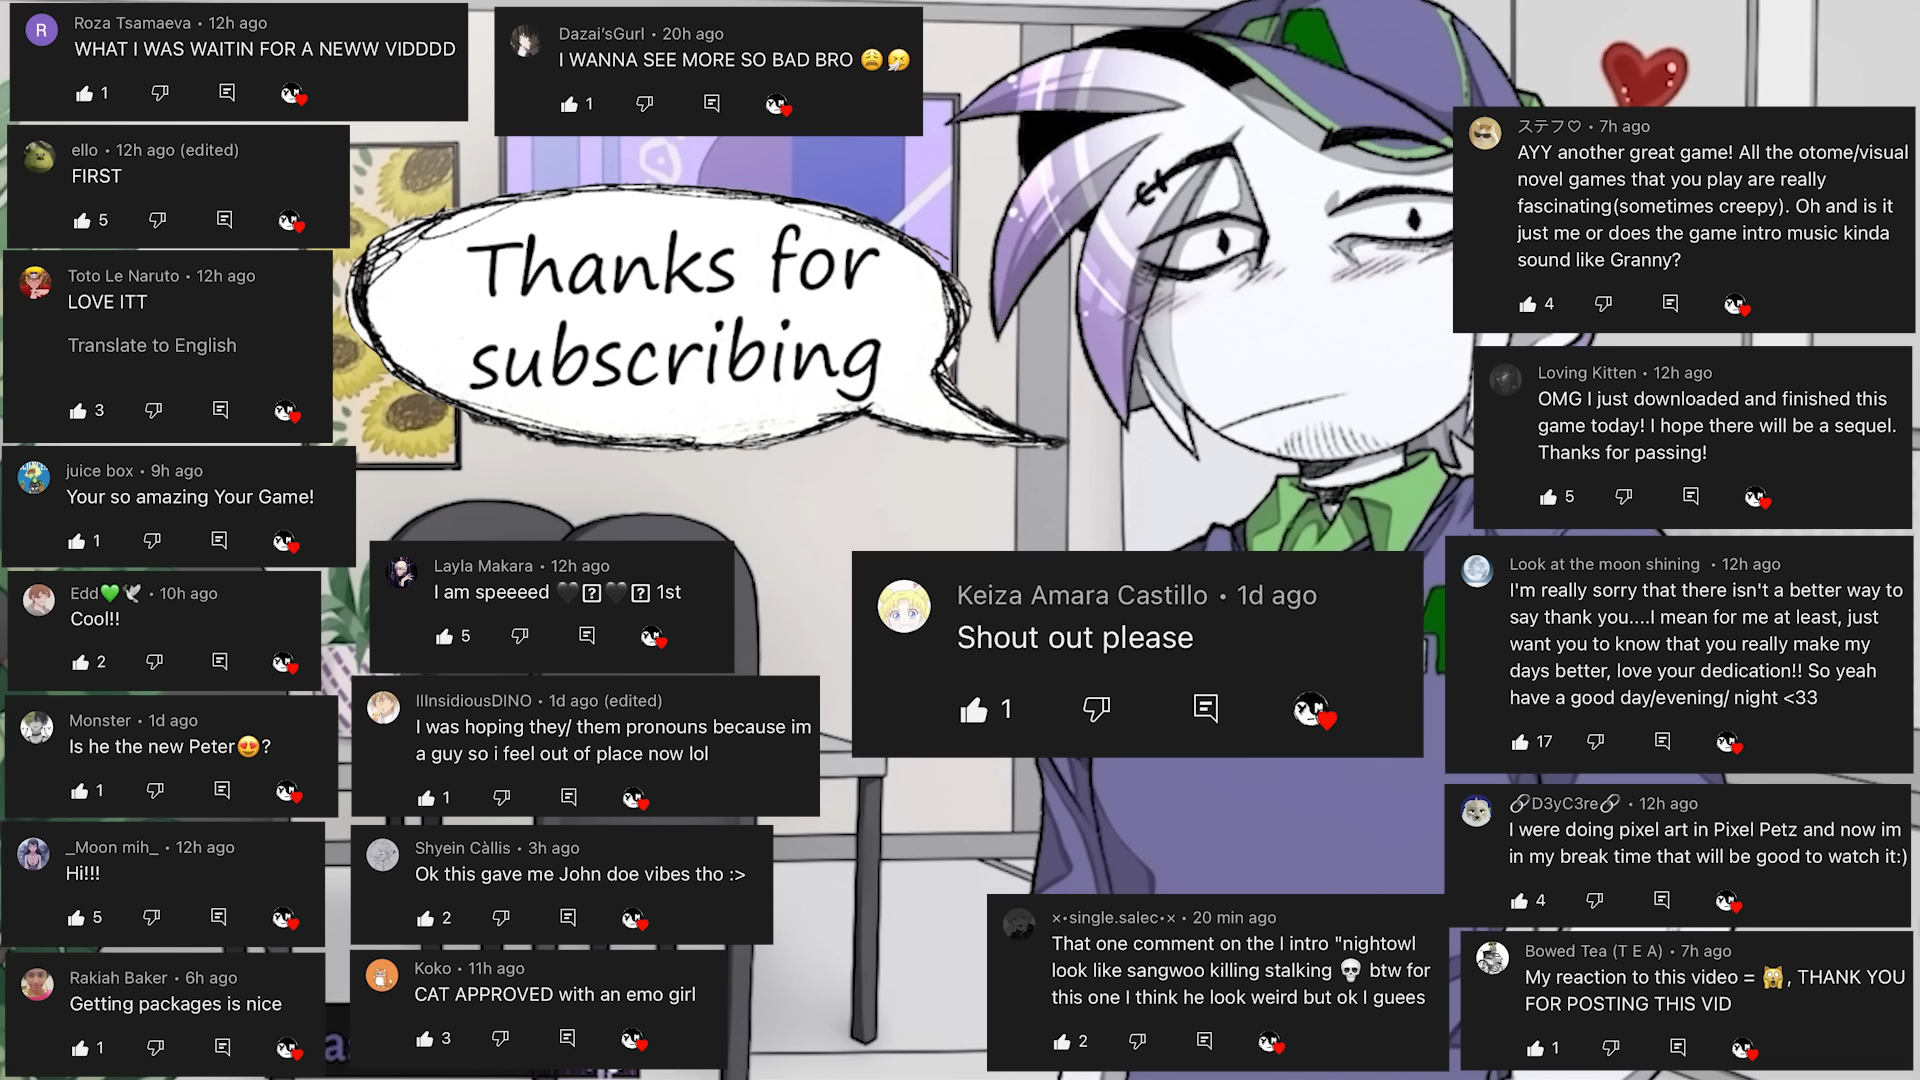 Roza Tsamaeva • 12h ago
WHAT I WAS WAITIN FOR A NEWW VIDDDD
1
Dazai'sGurl • 20h ago
I WANNA SEE MORE SO BAD BRO 😩🤧
1
ello • 12h ago (edited)
FIRST
5
Toto Le Naruto • 12h ago
LOVE ITT
Translate to English
3
juice box • 9h ago
Your so amazing Your Game!
1
Edd💚🕊 • 10h ago
Cool!!
2
Monster • 1d ago
Is he the new Peter😍?
1
_Moon mih_ • 12h ago
Hi!!!
5
Rakiah Baker • 6h ago
Getting packages is nice
1
Thanks for
subscribing
Layla Makara • 12h ago
I am speeeed 🖤🖤 1st
5
IlInsidiousDINO • 1d ago (edited)
I was hoping they/ them pronouns because im
a guy so i feel out of place now lol
1
Shyein Càllis • 3h ago
Ok this gave me John doe vibes tho :>
2
Koko • 11h ago
CAT APPROVED with an emo girl
3
Keiza Amara Castillo • 1d ago
Shout out please
1
×•single.salec•× • 20 min ago
That one comment on the I intro "nightowl
look like sangwoo killing stalking 💀 btw for
this one I think he look weird but ok I guees
2
ステフ♡ • 7h ago
AYY another great game! All the otome/visual
novel games that you play are really
fascinating(sometimes creepy). Oh and is it
just me or does the game intro music kinda
sound like Granny?
4
Loving Kitten • 12h ago
OMG I just downloaded and finished this
game today! I hope there will be a sequel.
Thanks for passing!
5
Look at the moon shining • 12h ago
I'm really sorry that there isn't a better way to
say thank you....I mean for me at least, just
want you to know that you really make my
days better, love your dedication!! So yeah
have a good day/evening/ night <33
17
🔗D3yC3re🔗 • 12h ago
I were doing pixel art in Pixel Petz and now im
in my break time that will be good to watch it:)
4
Bowed Tea (T E A) • 7h ago
My reaction to this video = 🙀, THANK YOU
FOR POSTING THIS VID
1